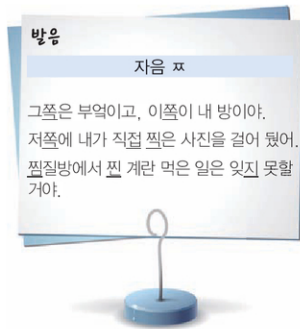 발음
자음 ㅉ
그쪽은 부엌이고, 이쪽이 내 방이야.
저쪽에 내가 직접 찍은 사진을 걸어 뒀어.
찜질방에서 찐 계란 먹은 일은 잊지 못할
거야.